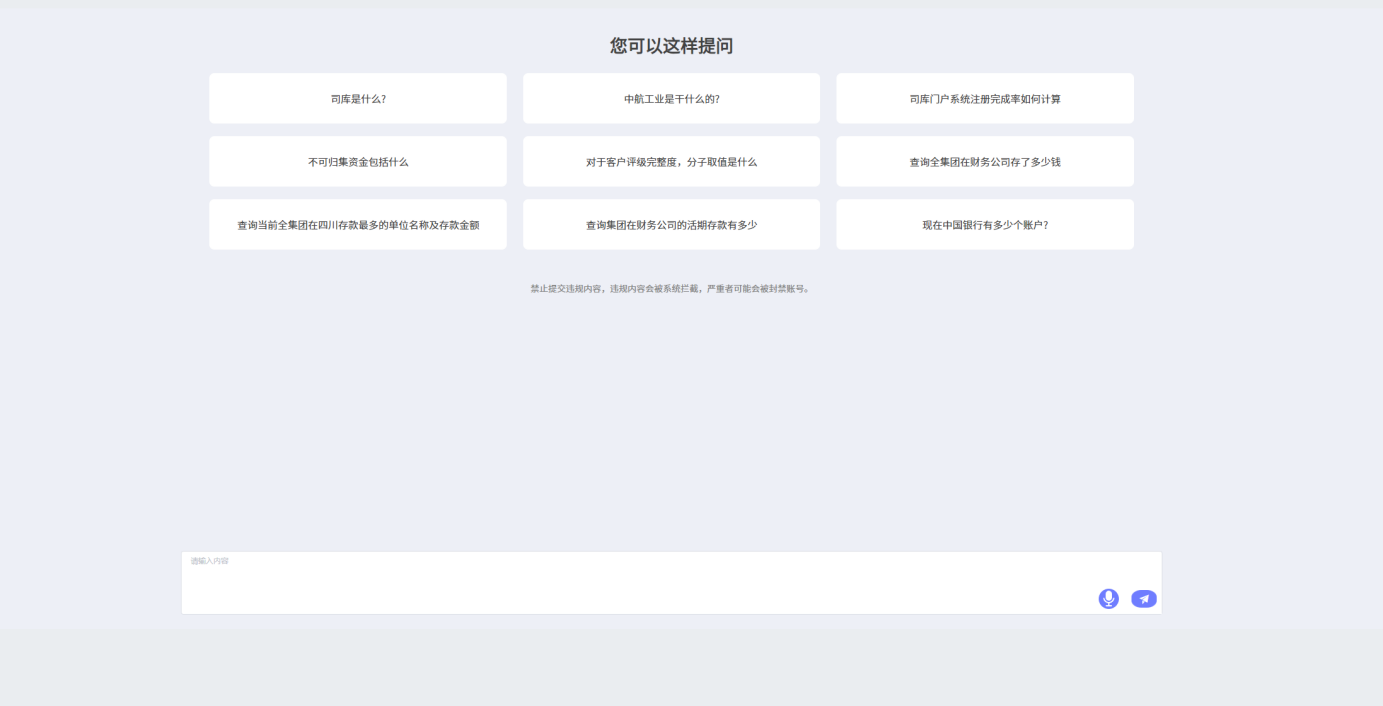 您可以这样提问
司库是什么?
中航工业是干什么的?
司库门户系统注册完成率如何计算
不可归集资金包括什么
对于客户评级完整度，分子取值是什么
查询全集团在财务公司存了多少钱
查询当前全集团在四川存款最多的单位名称及存款金额
查询集团在财务公司的活期存款有多少
现在中国银行有多少个账户?
禁止提交违规内容，违规内容会被系统拦截，严重者可能会被封禁账号。
请输入内容